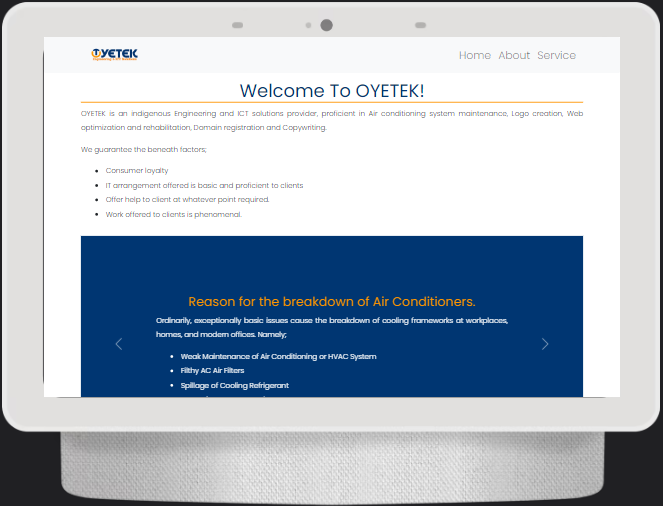 OYETEK
Home About Service
Welcome To OYETEK!
OYETEK is an indigenous Engineering and ICT solutions provider, proficient in Air conditioning system maintenance, Logo creation, Web
optimization and rehabilitation, Domain registration and Copywriting.
We guarantee the beneath factors;
Consumer loyalty
IT arrangement offered is basic and proficient to clients
Offer help to client at whatever point required.
Work offered to clients is phenomenal.
Reason for the breakdown of Air Conditioners.
Ordinarily, exceptionally basic issues cause the breakdown of cooling frameworks at workplaces,
homes, and modern offices. Namely;
Weak Maintenance of Air Conditioning or HVAC System
Filthy AC Air Filters
Spillage of Cooling Refrigerant